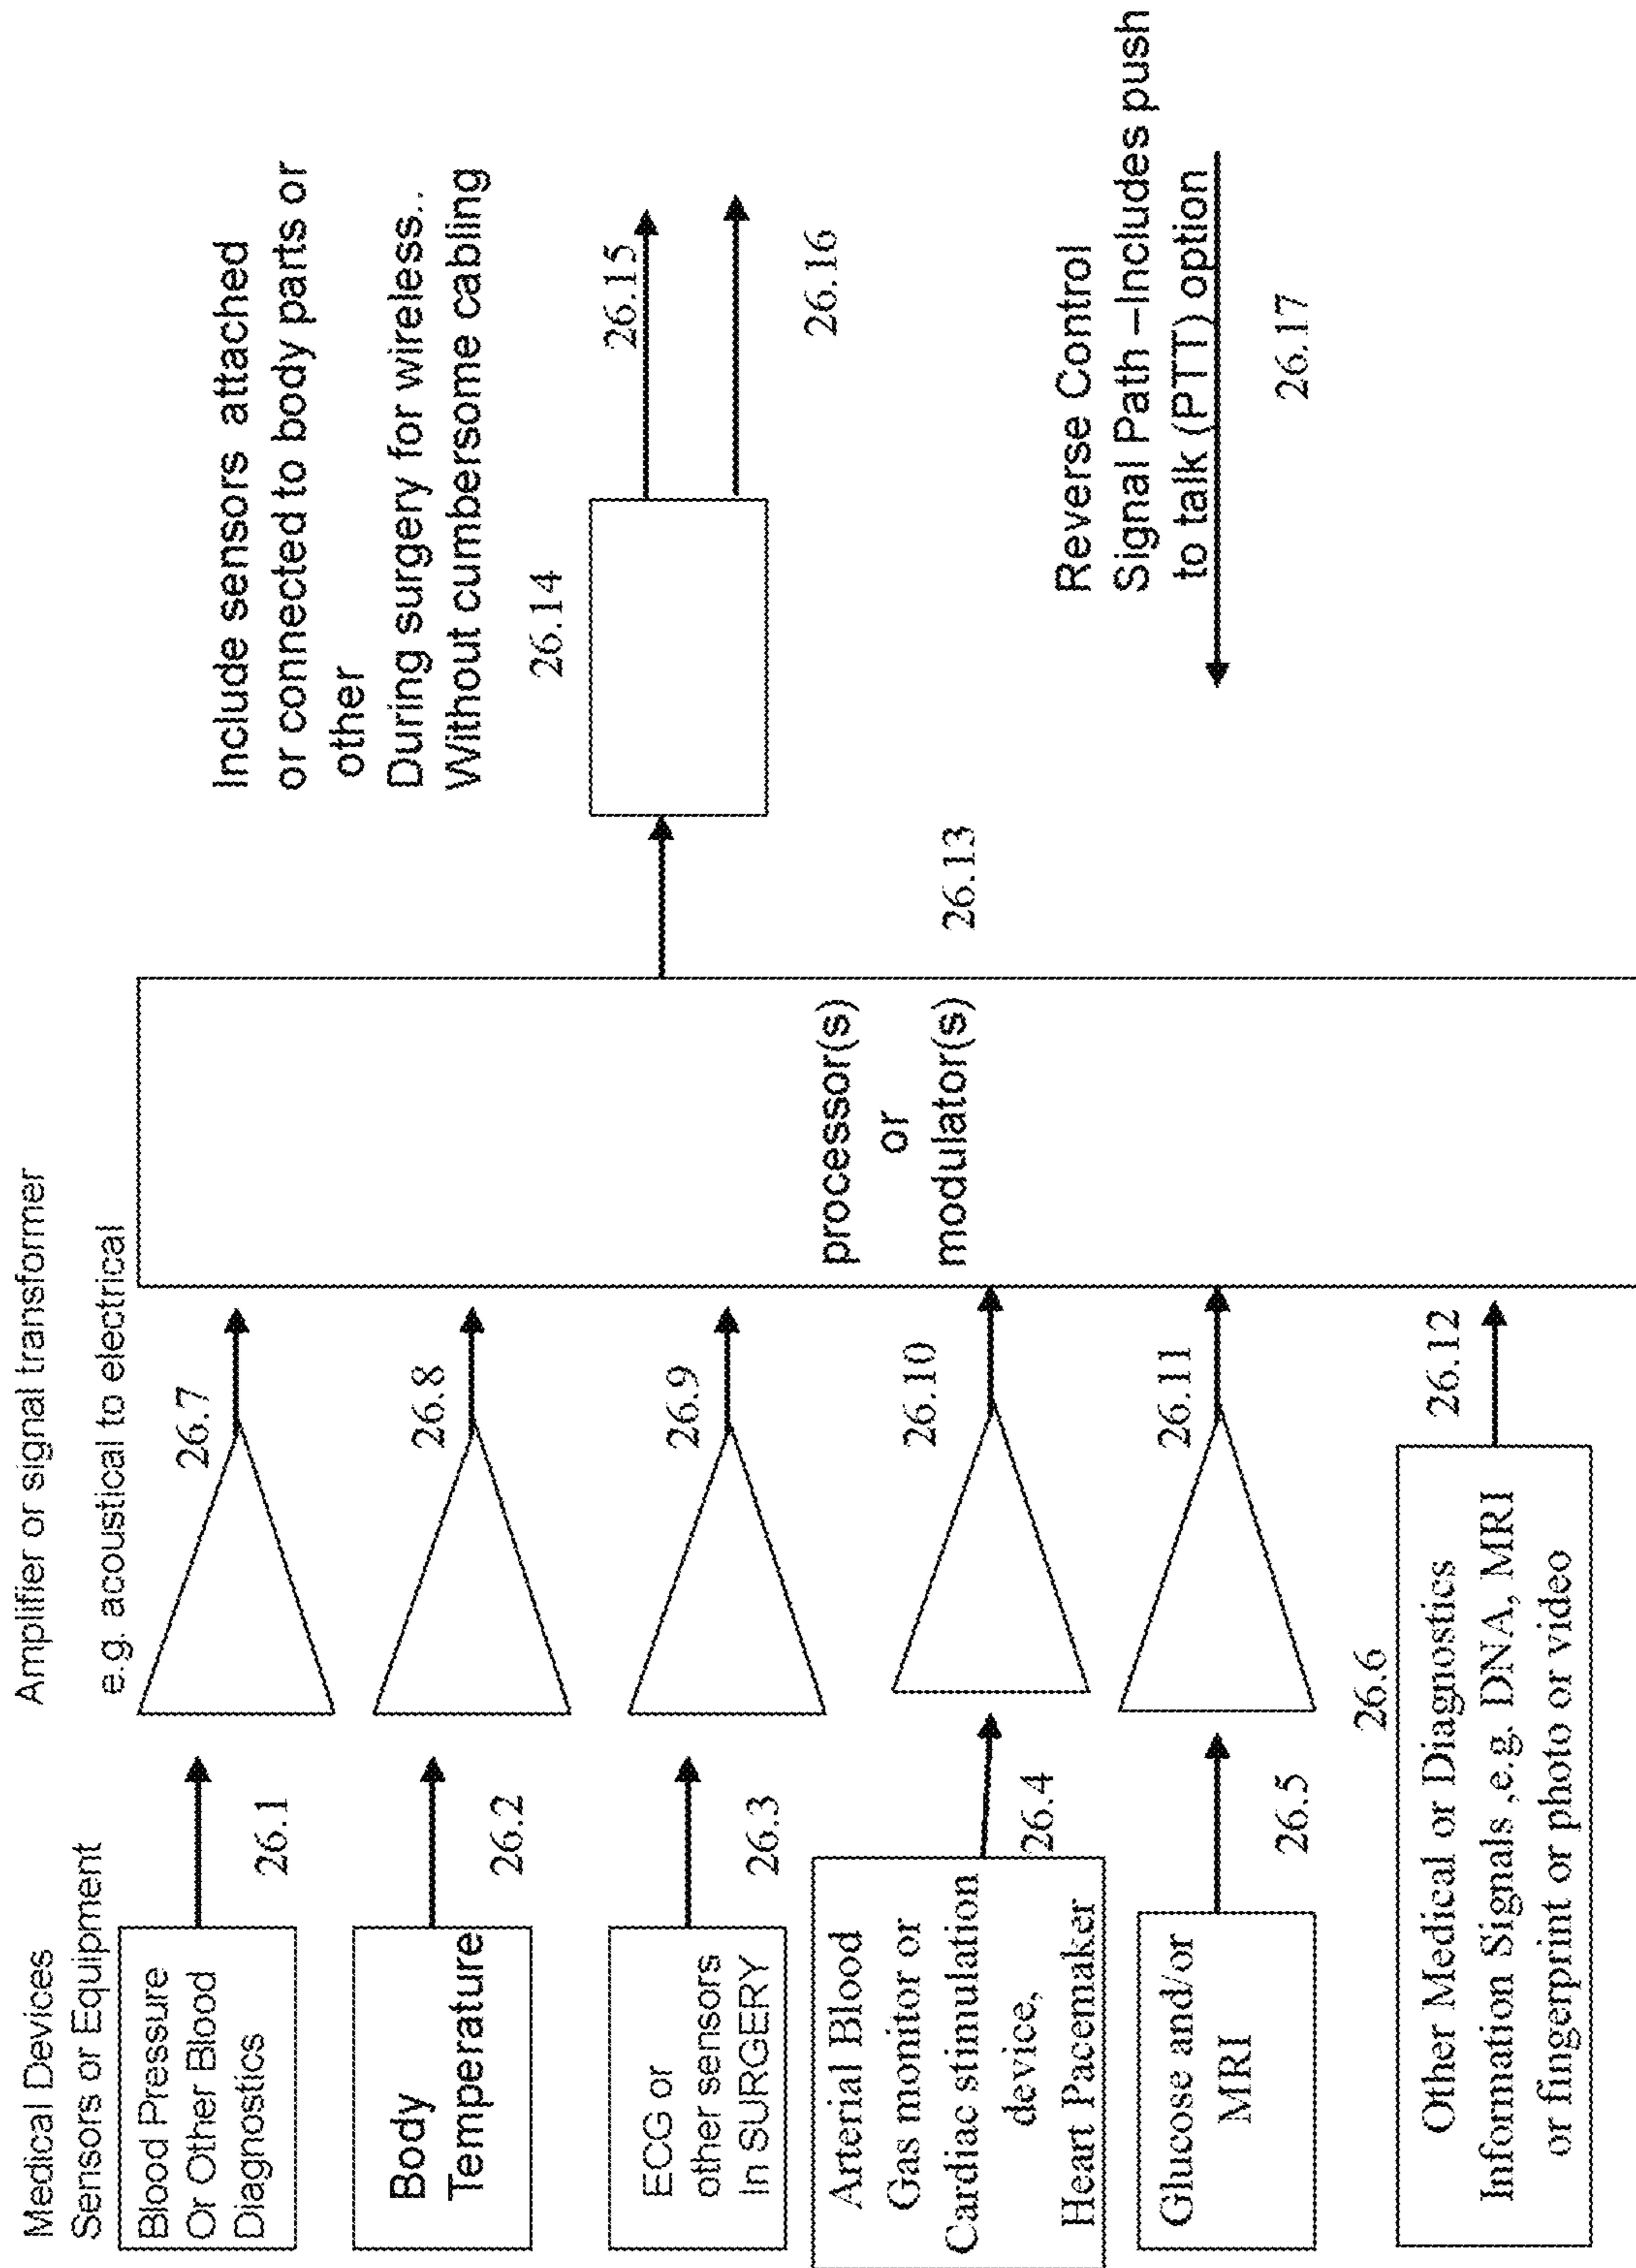 Medical Devices
Sensors or Equipment
Amplifier or signal transformer
e.g. acoustical to electrical
Blood Pressure
Or Other Blood
Diagnostics
26.1
26.7
Body
Temperature
26.2
26.8
ECG or
other sensors
In SURGERY
26.3
26.9
Arterial Blood
Gas monitor or
Cardiac stimulation
device,
Heart Pacemaker
26.4
26.10
Glucose and/or
MRI
26.5
26.11
26.6
Other Medical or Diagnostics
Information Signals ,e.g. DNA, MRI
or fingerprint or photo or video
26.12
processor(s)
or
modulator(s)
26.13
Include sensors attached
or connected to body parts or
other
During surgery for wireless..
Without cumbersome cabling
26.14
26.15
26.16
Reverse Control
Signal Path –Includes push
to talk (PTT) option
26.17